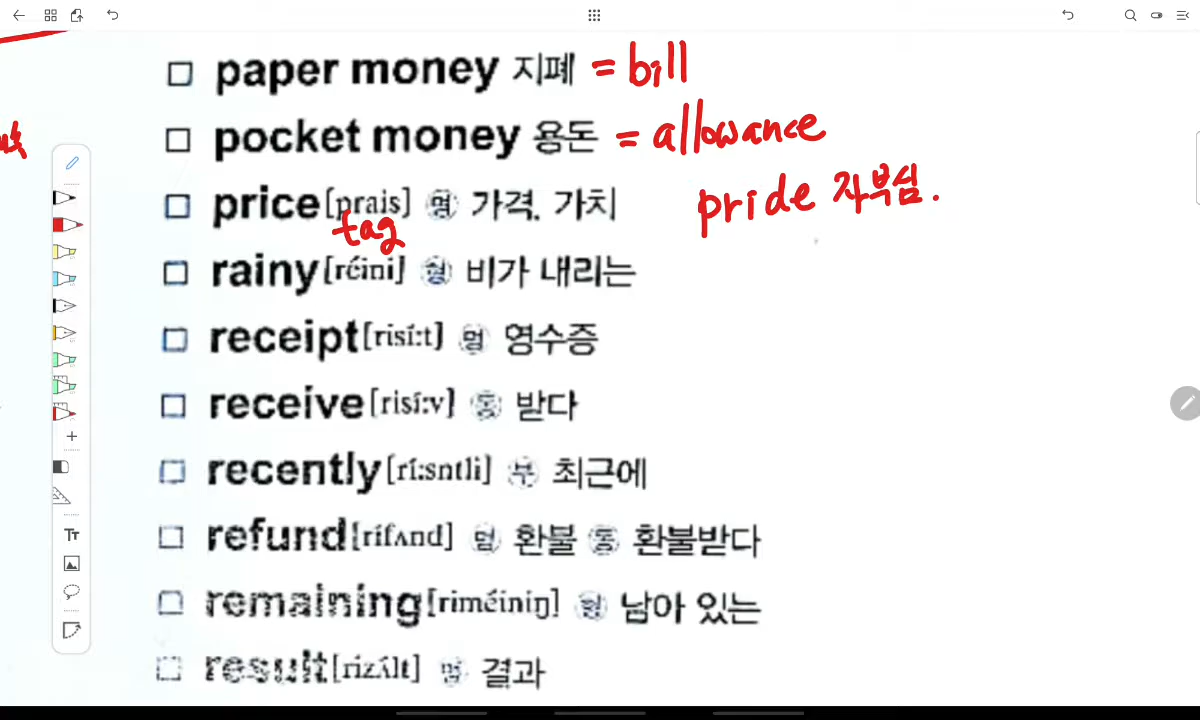 paper money 지폐 = bill
pocket money 용돈 = allowance
price[prais] 명 가격. 가치 pride 자부심.
tag
rainy[réini] 형 비가 내리는
receipt[risíːt] 명 영수증
receive[risíːv] 동 받다
recently[ríːsntli] 부 최근에
refund[rífʌnd] 명 환불 동 환불받다
remaining[riméiniŋ] 형 남아 있는
result[rizʌ́lt] 명 결과
Tт